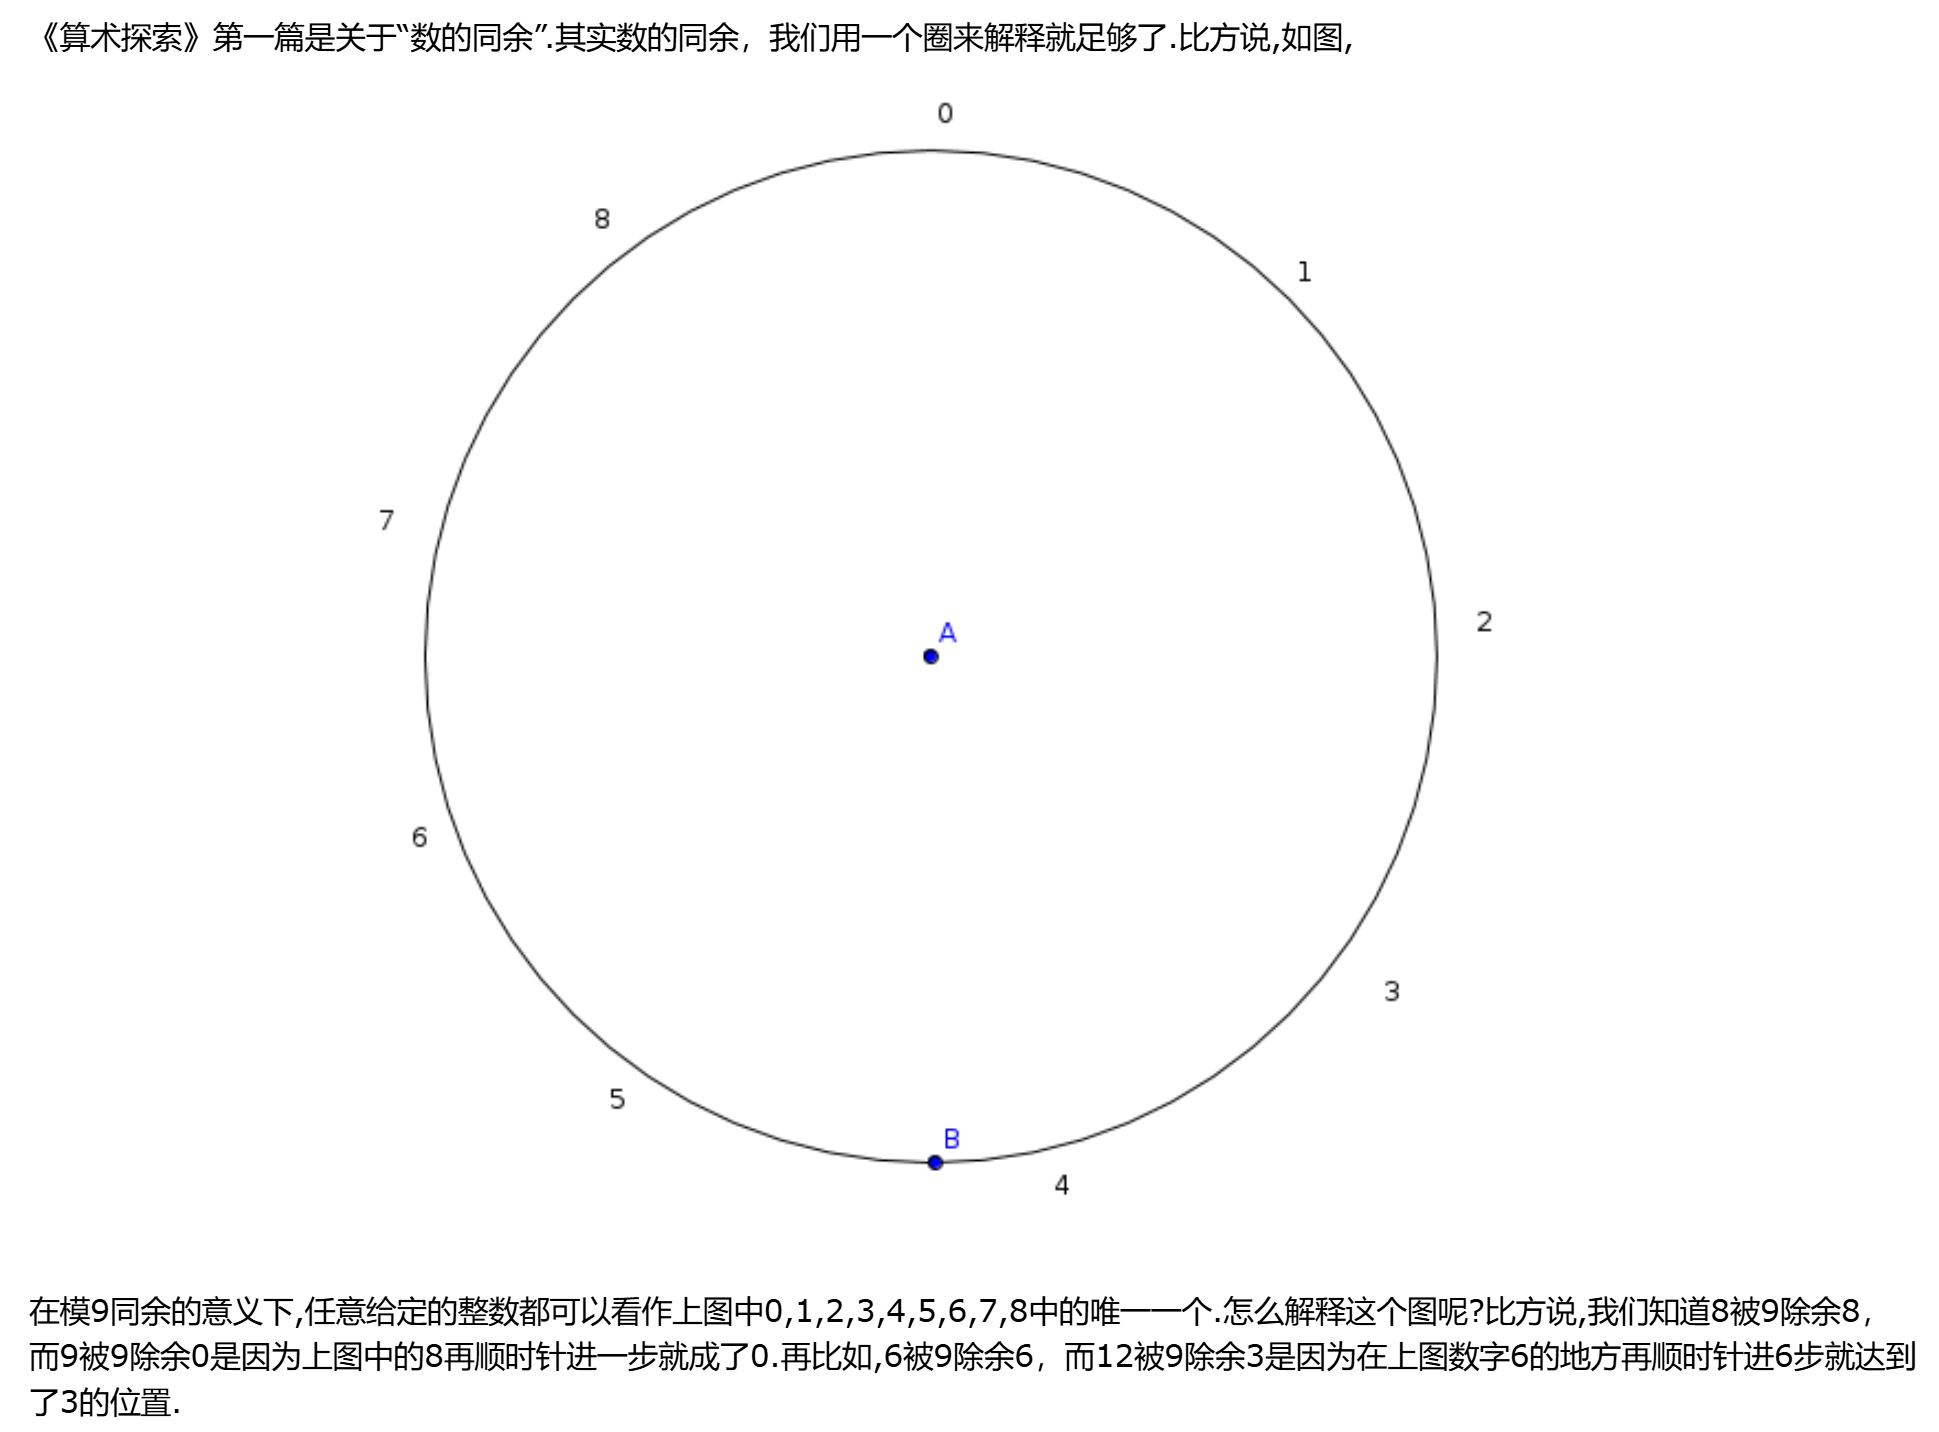 《算术探索》第一篇是关于“数的同余”.其实数的同余，我们用一个圈来解释就足够了.比方说,如图,
0
8
1
7
2
A
6
3
5
B
4
在模9同余的意义下,任意给定的整数都可以看作上图中0,1,2,3,4,5,6,7,8中的唯一一个.怎么解释这个图呢?比方说,我们知道8被9除余8，
而9被9除余0是因为上图中的8再顺时针进一步就成了0.再比如,6被9除余6，而12被9除余3是因为在上图数字6的地方再顺时针进6步就达到
了3的位置.